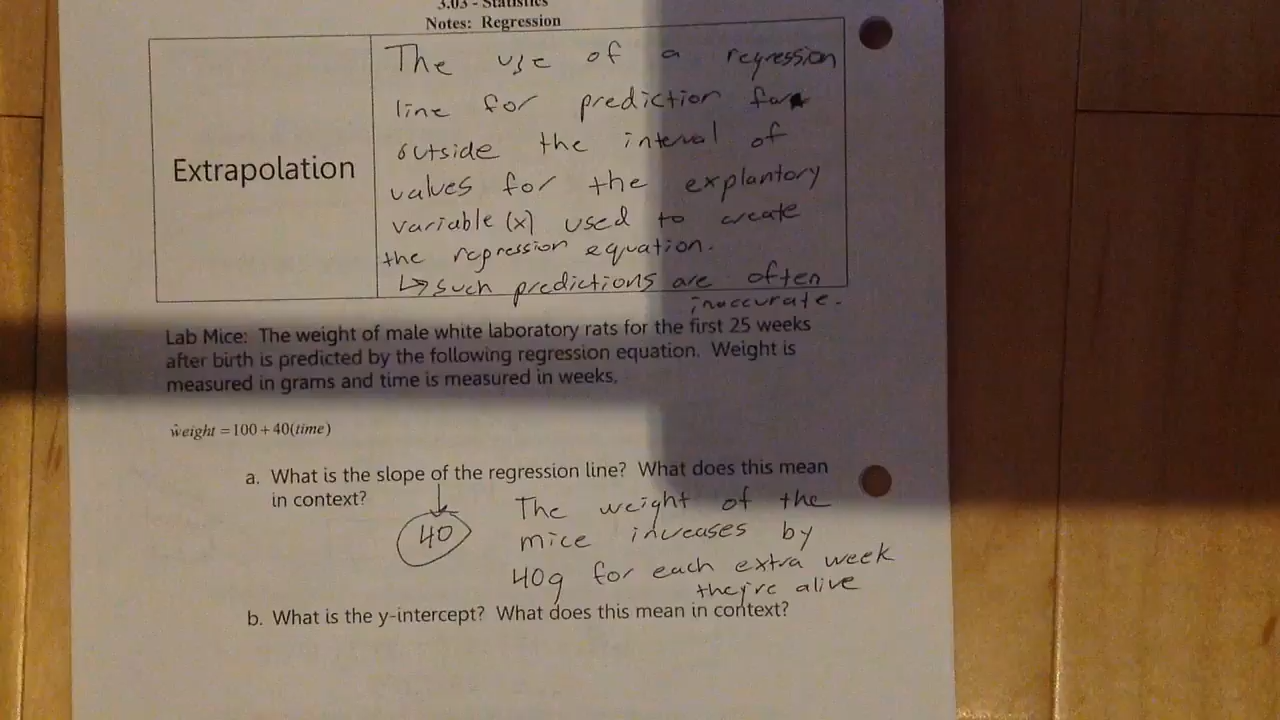 3.03 - Statistics
Notes: Regression
Extrapolation
The use of a regression
line for prediction far
outside the interval of
values for the explantory
variable (x) used to create
the regression equation.
↳ such predictions are often
inaccurate.
Lab Mice: The weight of male white laboratory rats for the first 25 weeks
after birth is predicted by the following regression equation. Weight is
measured in grams and time is measured in weeks.
ŵeight = 100 + 40(time)
a. What is the slope of the regression line? What does this mean
in context?
40
The weight of the
mice increases by
40g for each extra week
they're alive
b. What is the y-intercept? What does this mean in context?